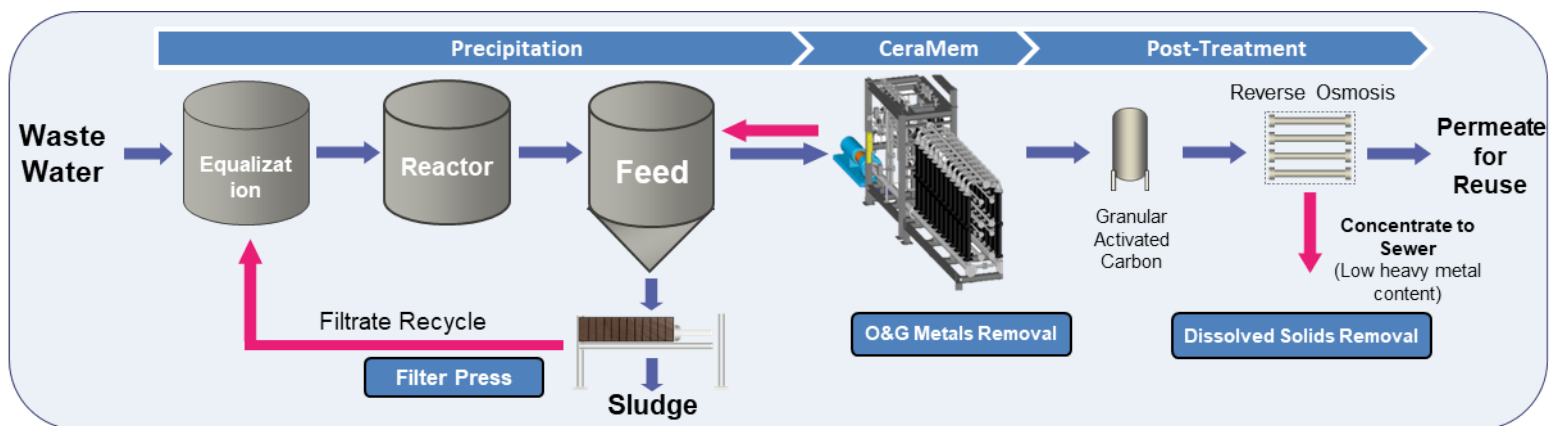 Precipitation
CeraMem
Post-Treatment
Waste
Water
Equalizat
ion
Reactor
Feed
Reverse Osmosis
Permeate
for
Reuse
Granular
Activated
Carbon
Concentrate to
Sewer
(Low heavy metal
content)
Filtrate Recycle
O&G Metals Removal
Dissolved Solids Removal
Filter Press
Sludge